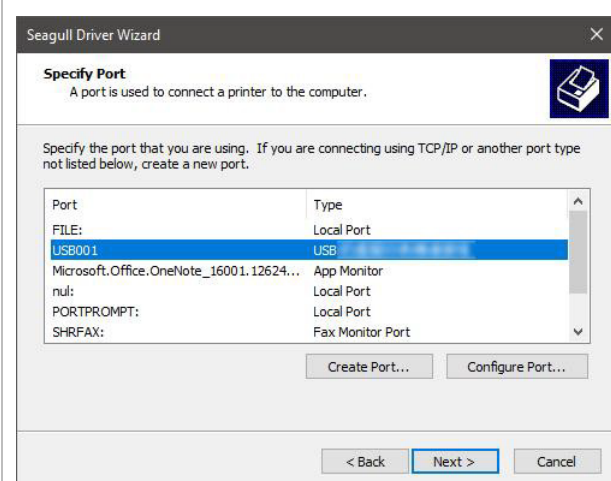 Seagull Driver Wizard
Specify Port
A port is used to connect a printer to the computer.
Specify the port that you are using. If you are connecting using TCP/IP or another port type
not listed below, create a new port.
Port Type
FILE: Local Port
USB001 USB
Microsoft.Office.OneNote_16001.12624... App Monitor
nul: Local Port
PORTPROMPT: Local Port
SHRFAX: Fax Monitor Port
Create Port... Configure Port...
< Back Next > Cancel